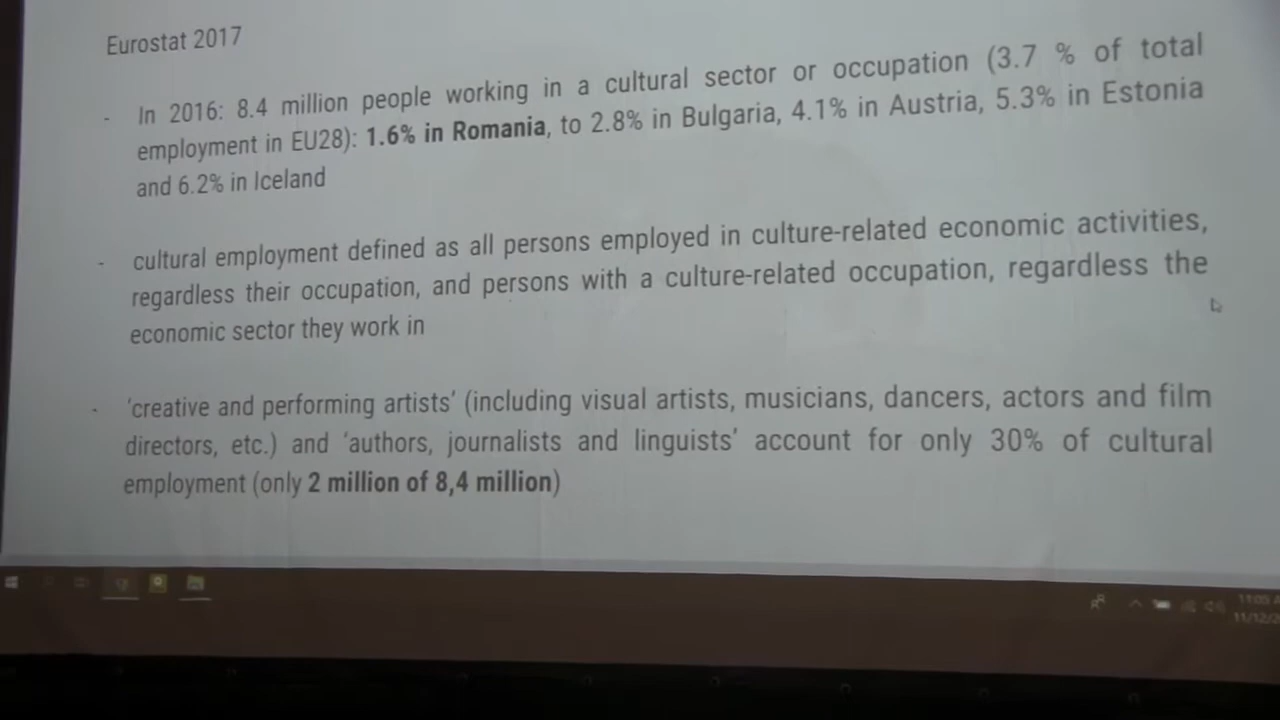 Eurostat 2017
- In 2016: 8.4 million people working in a cultural sector or occupation (3.7 % of total
employment in EU28): 1.6% in Romania, to 2.8% in Bulgaria, 4.1% in Austria, 5.3% in Estonia
and 6.2% in Iceland
- cultural employment defined as all persons employed in culture-related economic activities,
regardless their occupation, and persons with a culture-related occupation, regardless the
economic sector they work in
- 'creative and performing artists' (including visual artists, musicians, dancers, actors and film
directors, etc.) and 'authors, journalists and linguists' account for only 30% of cultural
employment (only 2 million of 8,4 million)
11:05
11/12/